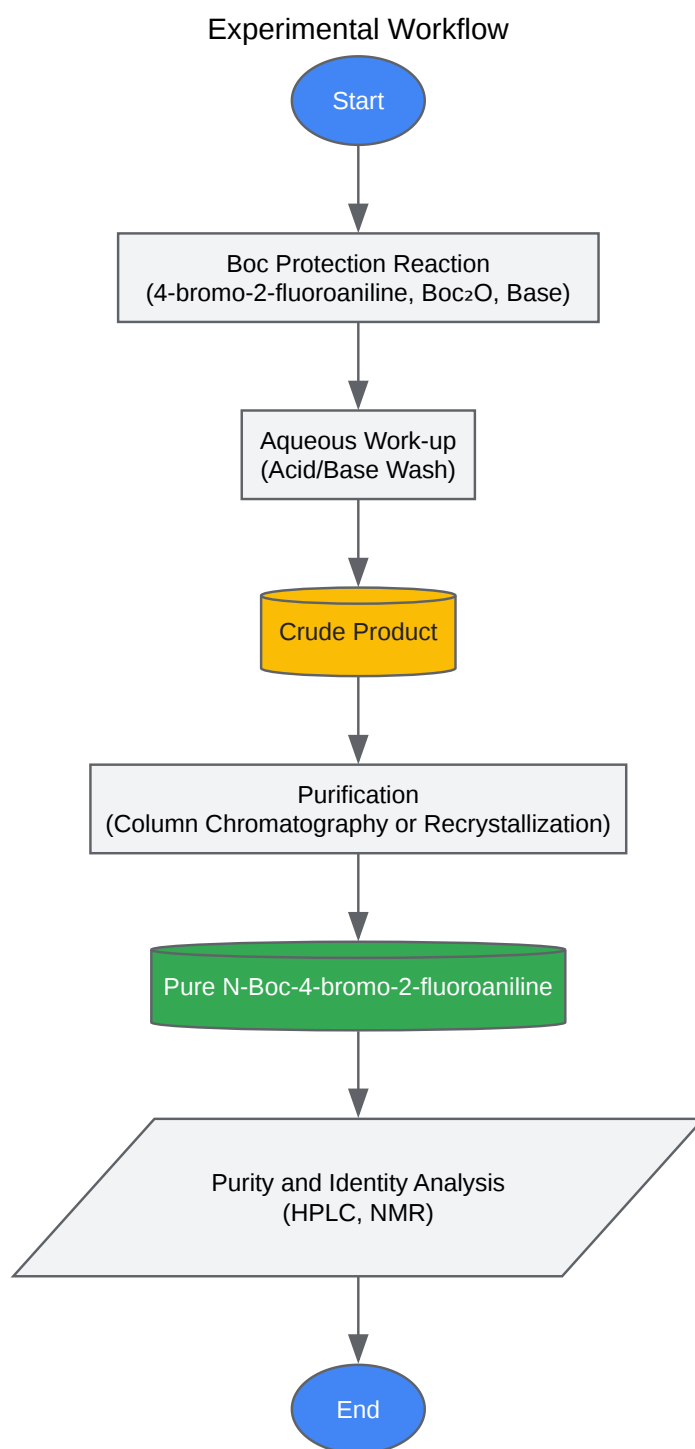 Experimental Workflow
Start
Boc Protection Reaction
(4-bromo-2-fluoroaniline, Boc₂O, Base)
Aqueous Work-up
(Acid/Base Wash)
Crude Product
Purification
(Column Chromatography or Recrystallization)
Pure N-Boc-4-bromo-2-fluoroaniline
Purity and Identity Analysis
(HPLC, NMR)
End